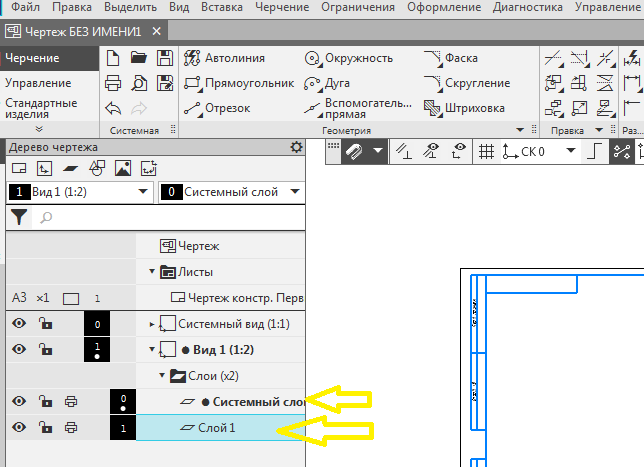 Файл Правка Выделить Вид Вставка Черчение Ограничения Оформление Диагностика Управление
Чертеж БЕЗ ИМЕНИ1 ×
Черчение
Управление
Стандартные
изделия
Системная
Автолиния Окружность Фаска
Прямоугольник Дуга Скругление
Отрезок Вспомогатель...
прямая Штриховка
Геометрия
Правка
Раз...
Дерево чертежа
СК 0
1 Вид 1 (1:2) 0 Системный слой
Чертеж
Листы
А3 ×1 1 Чертеж констр. Перв
0 Системный вид (1:1)
1 Вид 1 (1:2)
Слои (x2)
0 Системный сло
1 Слой 1